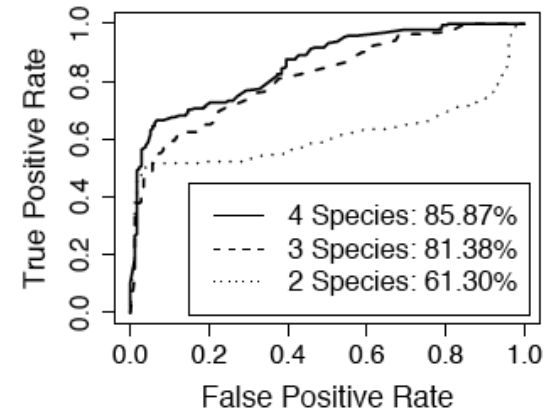 True Positive Rate
1.0
0.8
0.6
0.4
0.2
0.0
4 Species: 85.87%
3 Species: 81.38%
2 Species: 61.30%
0.0 0.2 0.4 0.6 0.8 1.0
False Positive Rate